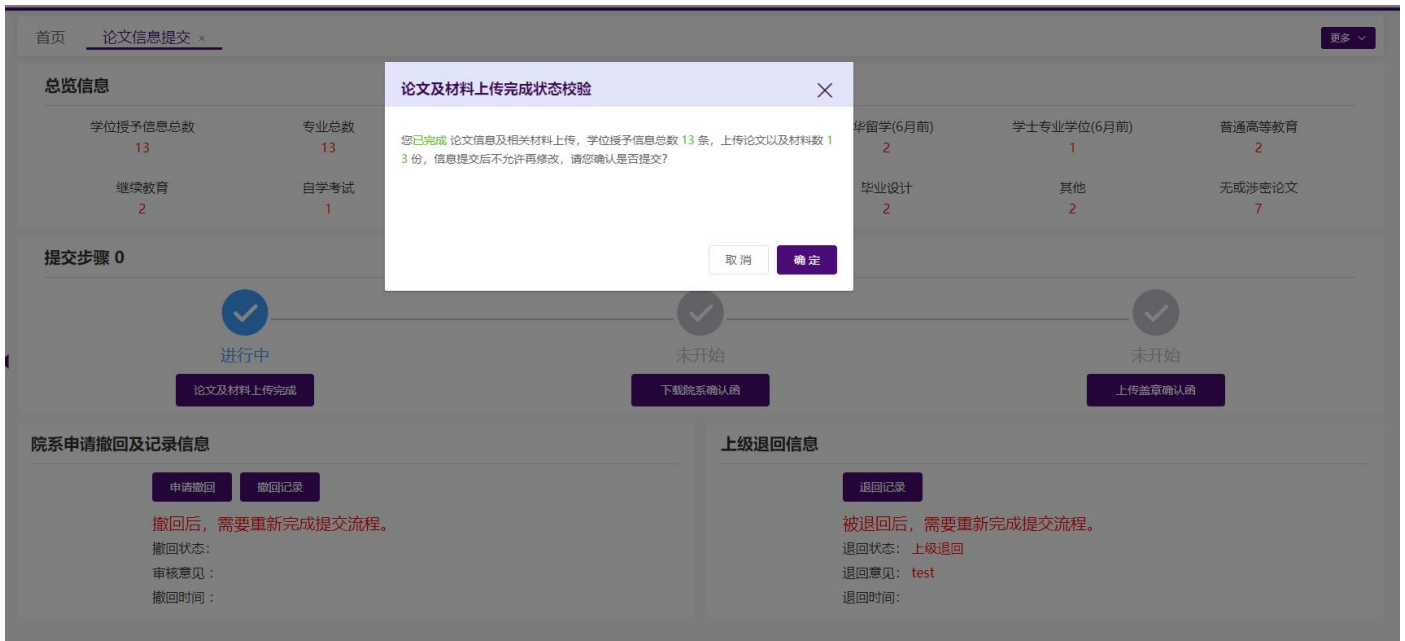 首页 论文信息提交 × 更多
总览信息
论文及材料上传完成状态校验
学位授予信息总数 专业总数 华留学(6月前) 学士专业学位(6月前) 普通高等教育
13 13 2 1 2
您已完成 论文信息及相关材料上传，学位授予信息总数 13 条，上传论文以及材料数 1
3 份，信息提交后不允许再修改，请您确认是否提交？
继续教育 自学考试 毕业设计 其他 无或涉密论文
2 1 2 2 7
提交步骤 0
取 消 确 定
进行中 未开始 未开始
论文及材料上传完成 下载院系确认函 上传盖章确认函
院系申请撤回及记录信息 上级退回信息
申请撤回 撤回记录 退回记录
撤回后，需要重新完成提交流程。 被退回后，需要重新完成提交流程。
撤回状态： 退回状态： 上级退回
审核意见： 退回意见： test
撤回时间： 退回时间：